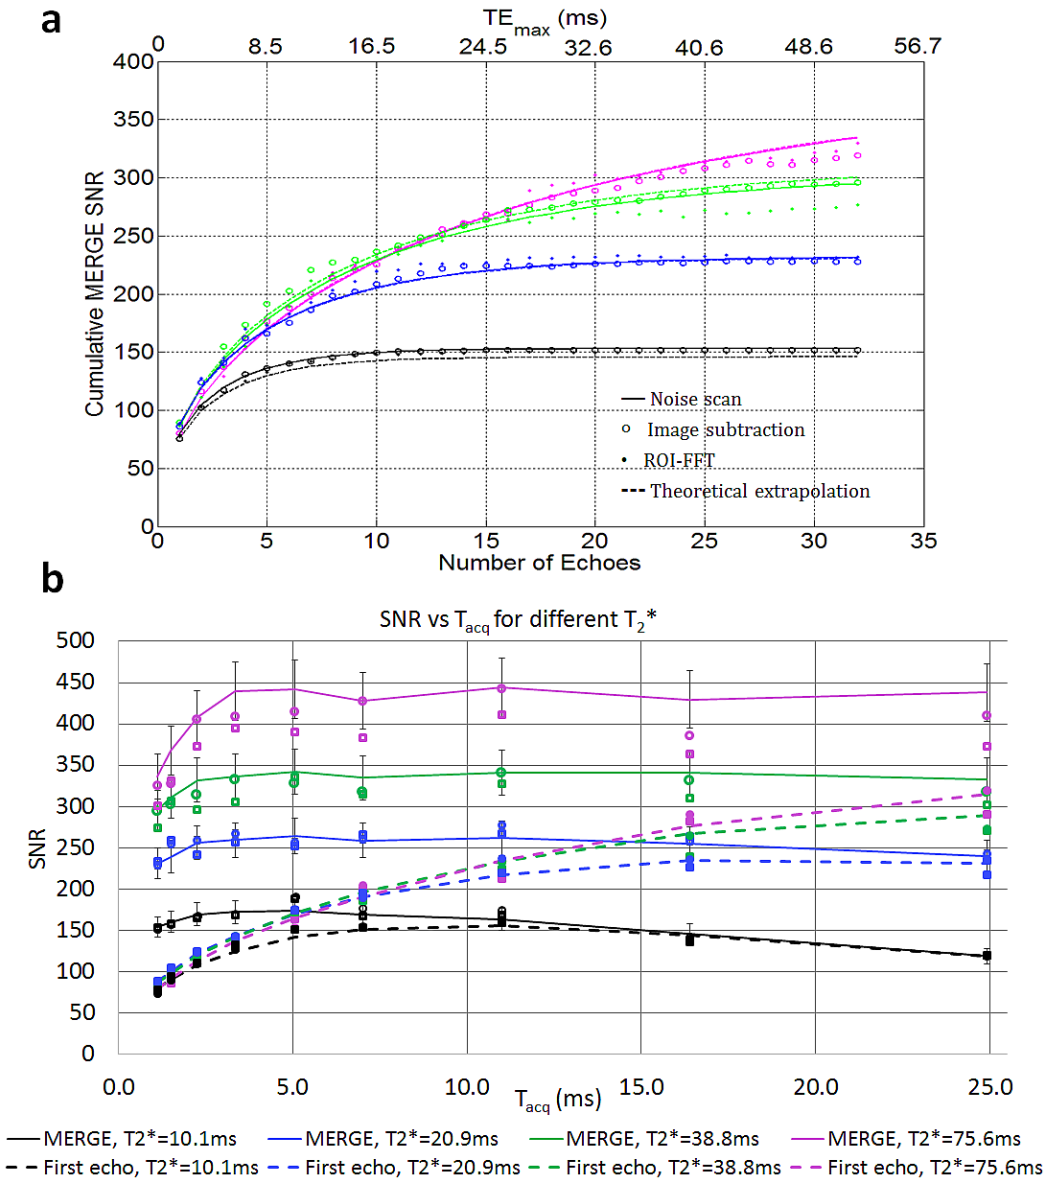 a
TEmax (ms)
0 8.5 16.5 24.5 32.6 40.6 48.6 56.7
400
350
300
250
200
150
100
50
0
Cumulative MERGE SNR
Noise scan
Image subtraction
ROI-FFT
Theoretical extrapolation
0 5 10 15 20 25 30 35
Number of Echoes
b
SNR vs Tacq for different T2*
500
450
400
350
300
250
200
150
100
50
0
SNR
0.0 5.0 10.0 15.0 20.0 25.0
Tacq (ms)
MERGE, T2*=10.1ms MERGE, T2*=20.9ms MERGE, T2*=38.8ms MERGE, T2*=75.6ms
First echo, T2*=10.1ms First echo, T2*=20.9ms First echo, T2*=38.8ms First echo, T2*=75.6ms